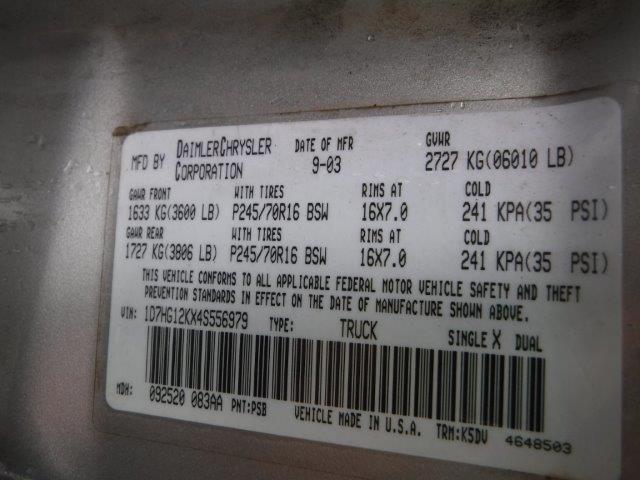 MFD BY DAIMLERCHRYSLER CORPORATION DATE OF MFR 9-03 GVWR 2727 KG(06010 LB)
GAWR FRONT WITH TIRES RIMS AT COLD
1633 KG(3600 LB) P245/70R16 BSW 16X7.0 241 KPA(35 PSI)
GAWR REAR WITH TIRES RIMS AT COLD
1727 KG(3806 LB) P245/70R16 BSW 16X7.0 241 KPA(35 PSI)
THIS VEHICLE CONFORMS TO ALL APPLICABLE FEDERAL MOTOR VEHICLE SAFETY AND THEFT
PREVENTION STANDARDS IN EFFECT ON THE DATE OF MANUFACTURE SHOWN ABOVE.
VIN: 1D7HG12KX4S556979 TYPE: TRUCK SINGLE X DUAL
MDH: 092520 083AA PNT:PSB VEHICLE MADE IN U.S.A. TRM:K5DV 4648503